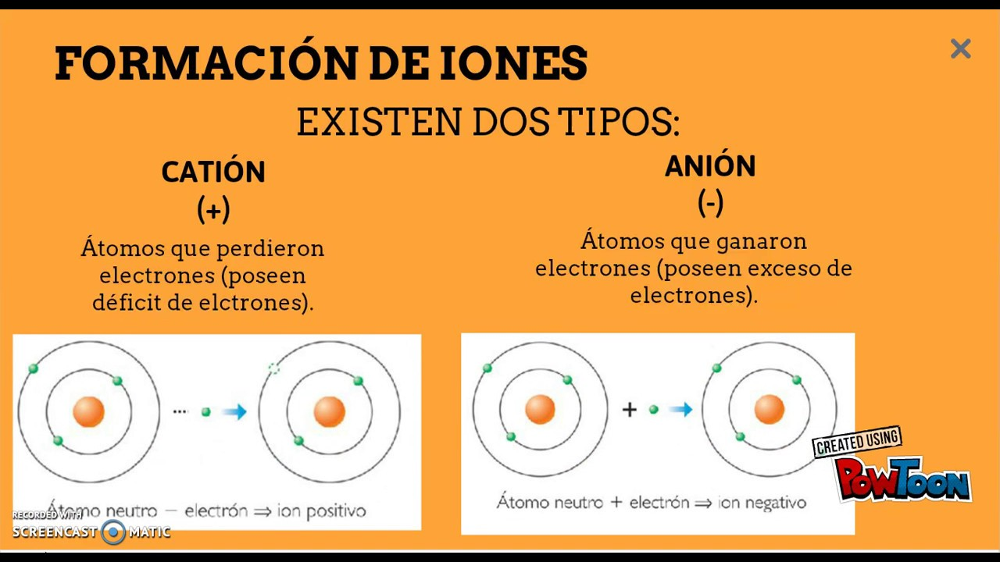 FORMACIÓN DE IONES
EXISTEN DOS TIPOS:
CATIÓN
(+)
Átomos que perdieron
electrones (poseen
déficit de elctrones).
ANIÓN
(-)
Átomos que ganaron
electrones (poseen exceso de
electrones).
Átomo neutro − electrón ⇒ ion positivo
+
Átomo neutro + electrón ⇒ ion negativo
CREATED USING
POWTOON
RECORDED WITH
SCREENCAST MATIC